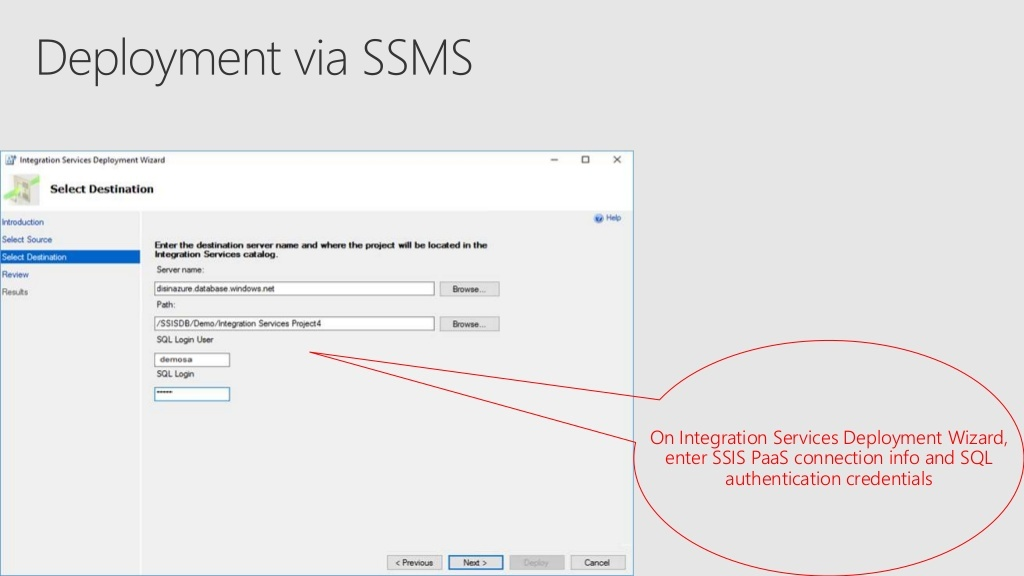 Deployment via SSMS
Integration Services Deployment Wizard
Select Destination
Help
Introduction
Select Source
Select Destination
Review
Results
Enter the destination server name and where the project will be located in the
Integration Services catalog.
Server name:
disinazure.database.windows.net
Browse...
Path:
/SSISDB/Demo/Integration Services Project4
Browse...
SQL Login User
demosa
SQL Login
*****
On Integration Services Deployment Wizard,
enter SSIS PaaS connection info and SQL
authentication credentials
< Previous
Next >
Deploy
Cancel